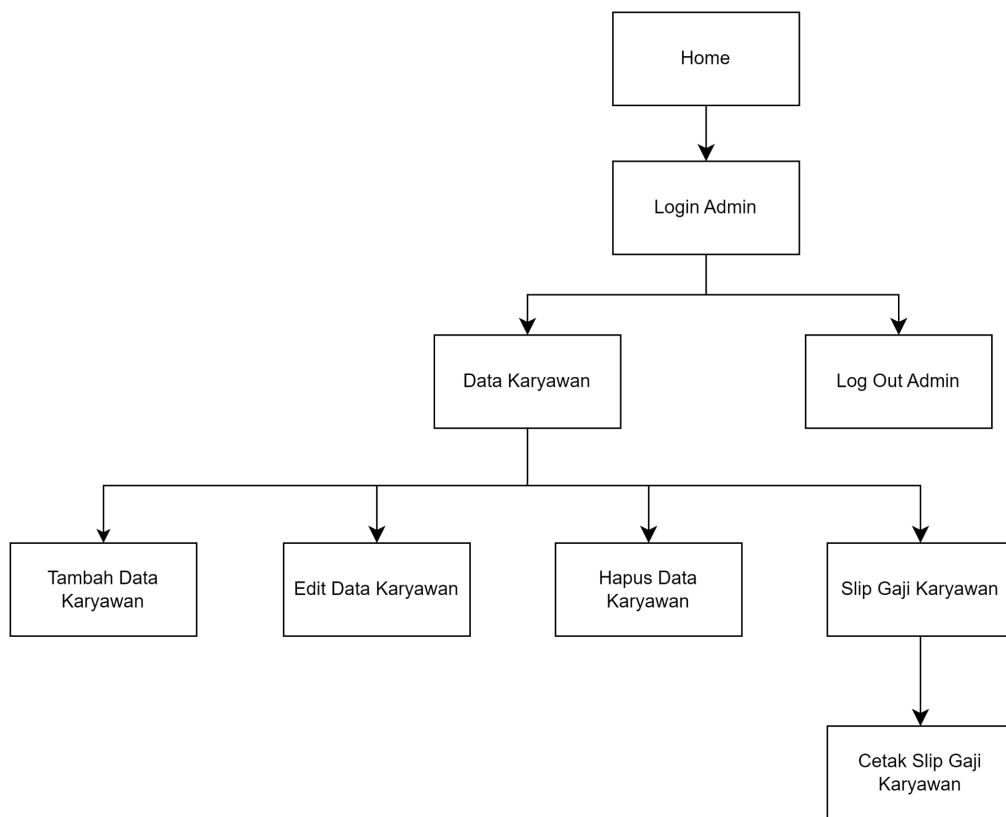 Home
Login Admin
Data Karyawan
Log Out Admin
Tambah Data
Karyawan
Edit Data Karyawan
Hapus Data
Karyawan
Slip Gaji Karyawan
Cetak Slip Gaji
Karyawan